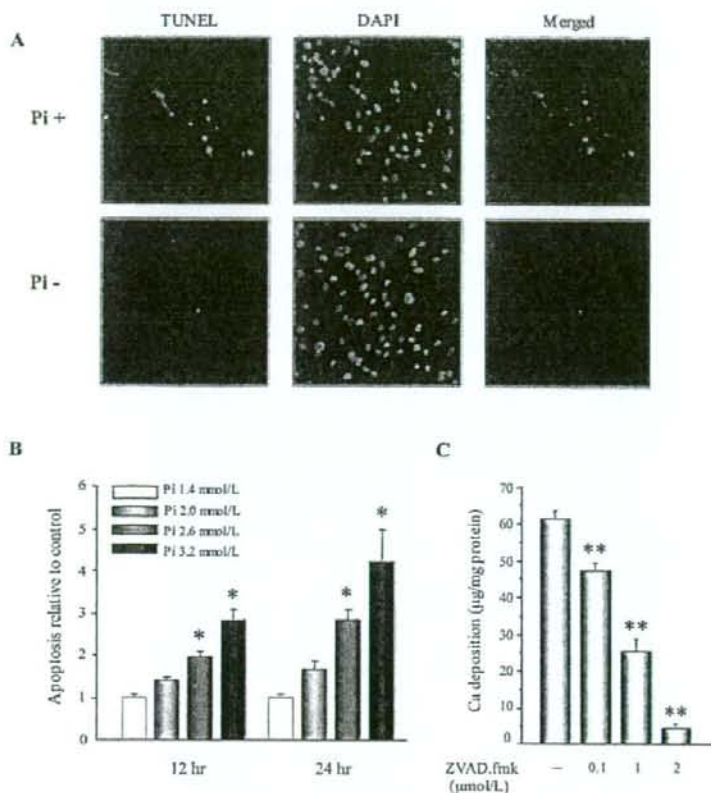 TUNEL DAPI Merged
A
Pi +
Pi -
B
C
Apoptosis relative to control
6
5
4
3
2
1
0
Pi 1.4 mmol/L
Pi 2.0 mmol/L
Pi 2.6 mmol/L
Pi 3.2 mmol/L
* * * *
12 hr 24 hr
Ca deposition (µg/mg protein)
70
60
50
40
30
20
10
0
** ** **
ZVAD.fmk – 0.1 1 2
(µmol/L)